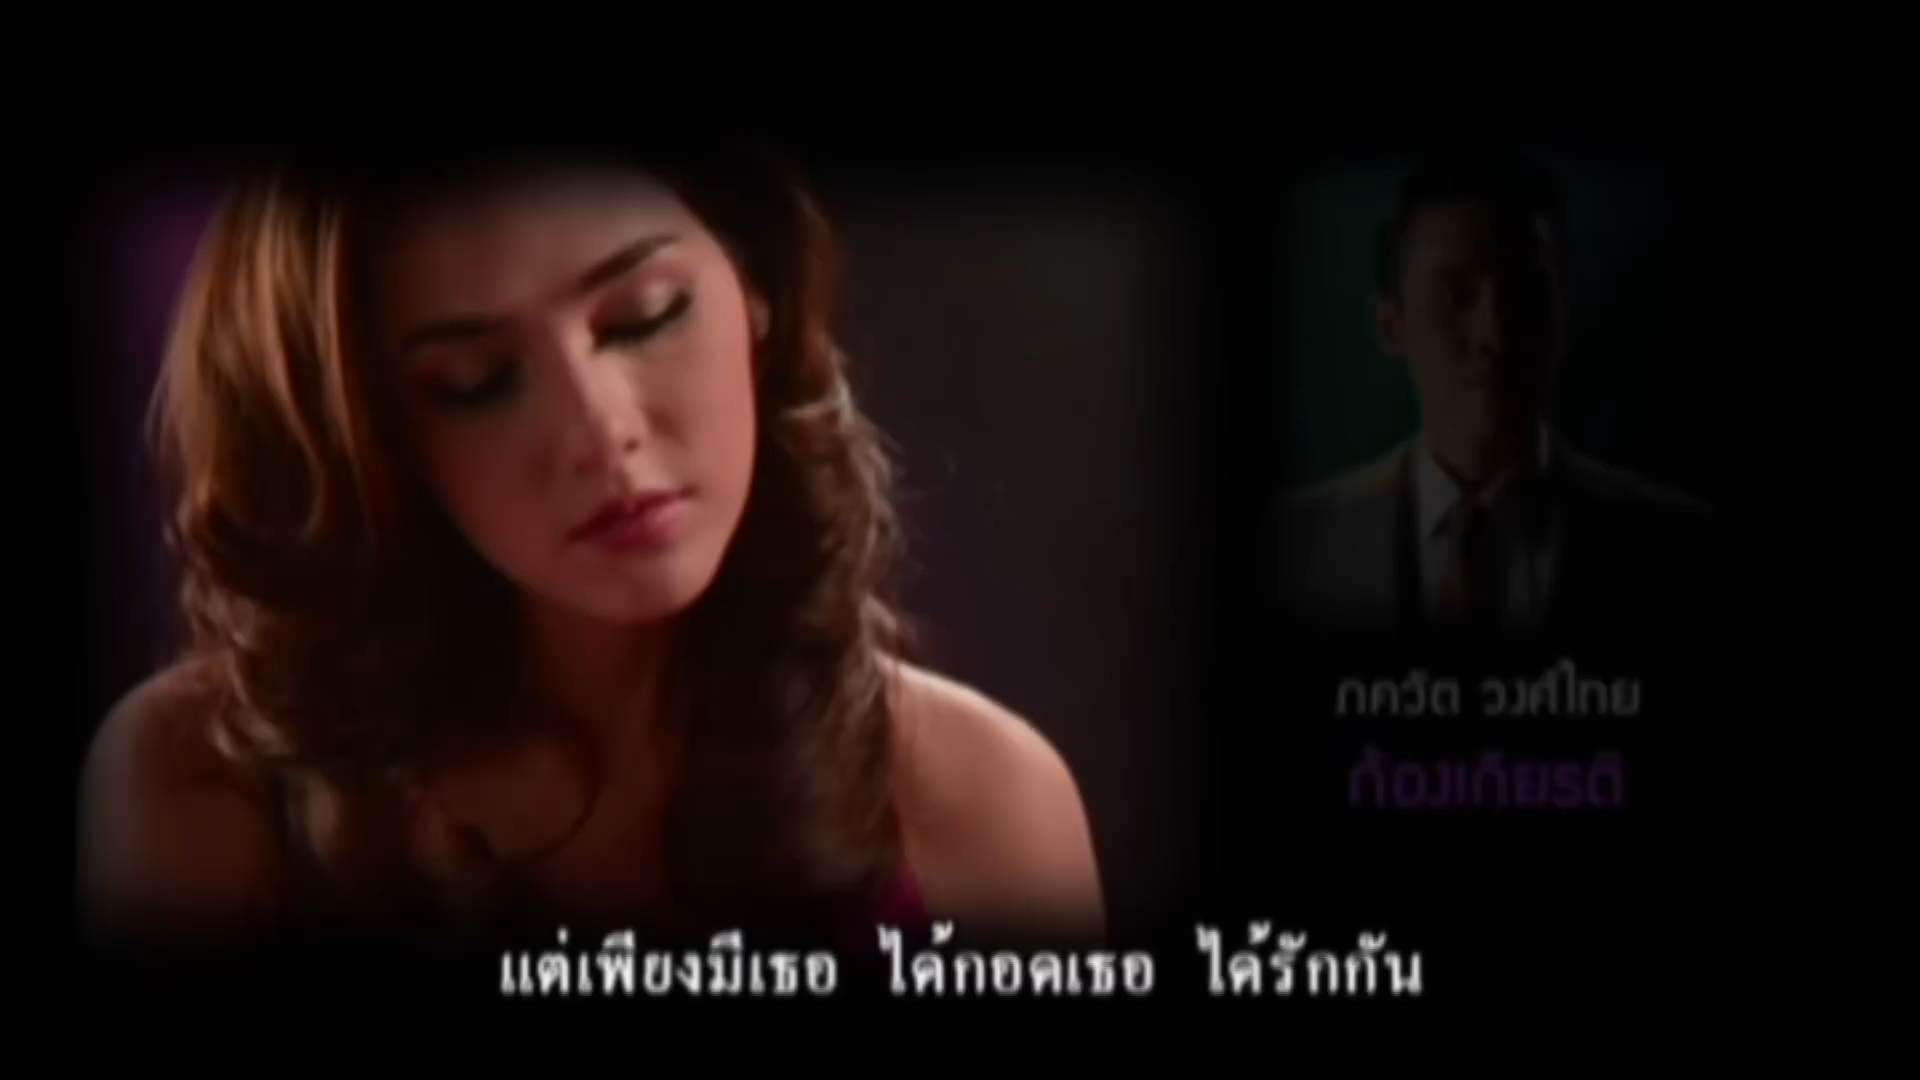 ภควัต วงศ์ไทย
ก้องเกียรติ
แต่เพียงมีเธอ ได้กอดเธอ ได้รักกัน